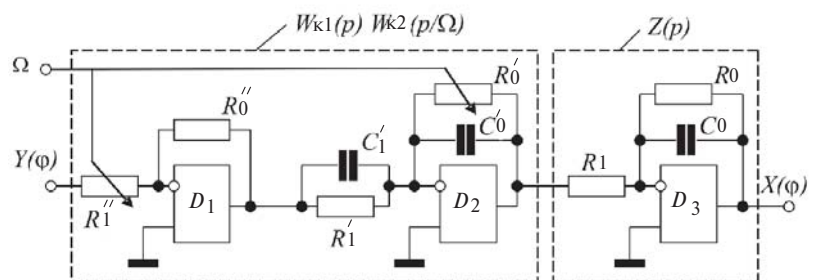 Wк1(p) Wк2(p/Ω)
Z(p)
Ω
R0′
R0
R0′′
C1′
C0′
C0
Y(φ)
R1
X(φ)
D1
D2
D3
R1′′
R1′